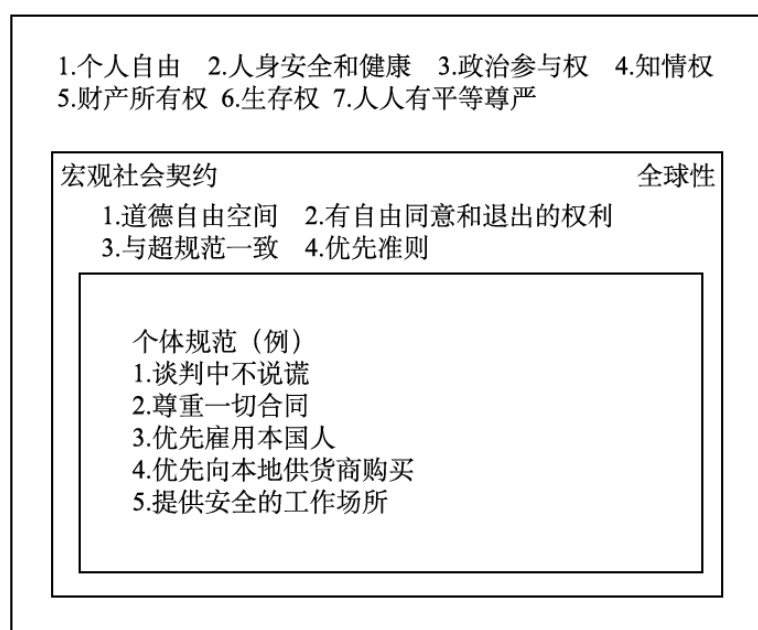 1.个人自由 2.人身安全和健康 3.政治参与权 4.知情权
5.财产所有权 6.生存权 7.人人有平等尊严
宏观社会契约 全球性
1.道德自由空间 2.有自由同意和退出的权利
3.与超规范一致 4.优先准则
个体规范（例）
1.谈判中不说谎
2.尊重一切合同
3.优先雇用本国人
4.优先向本地供货商购买
5.提供安全的工作场所